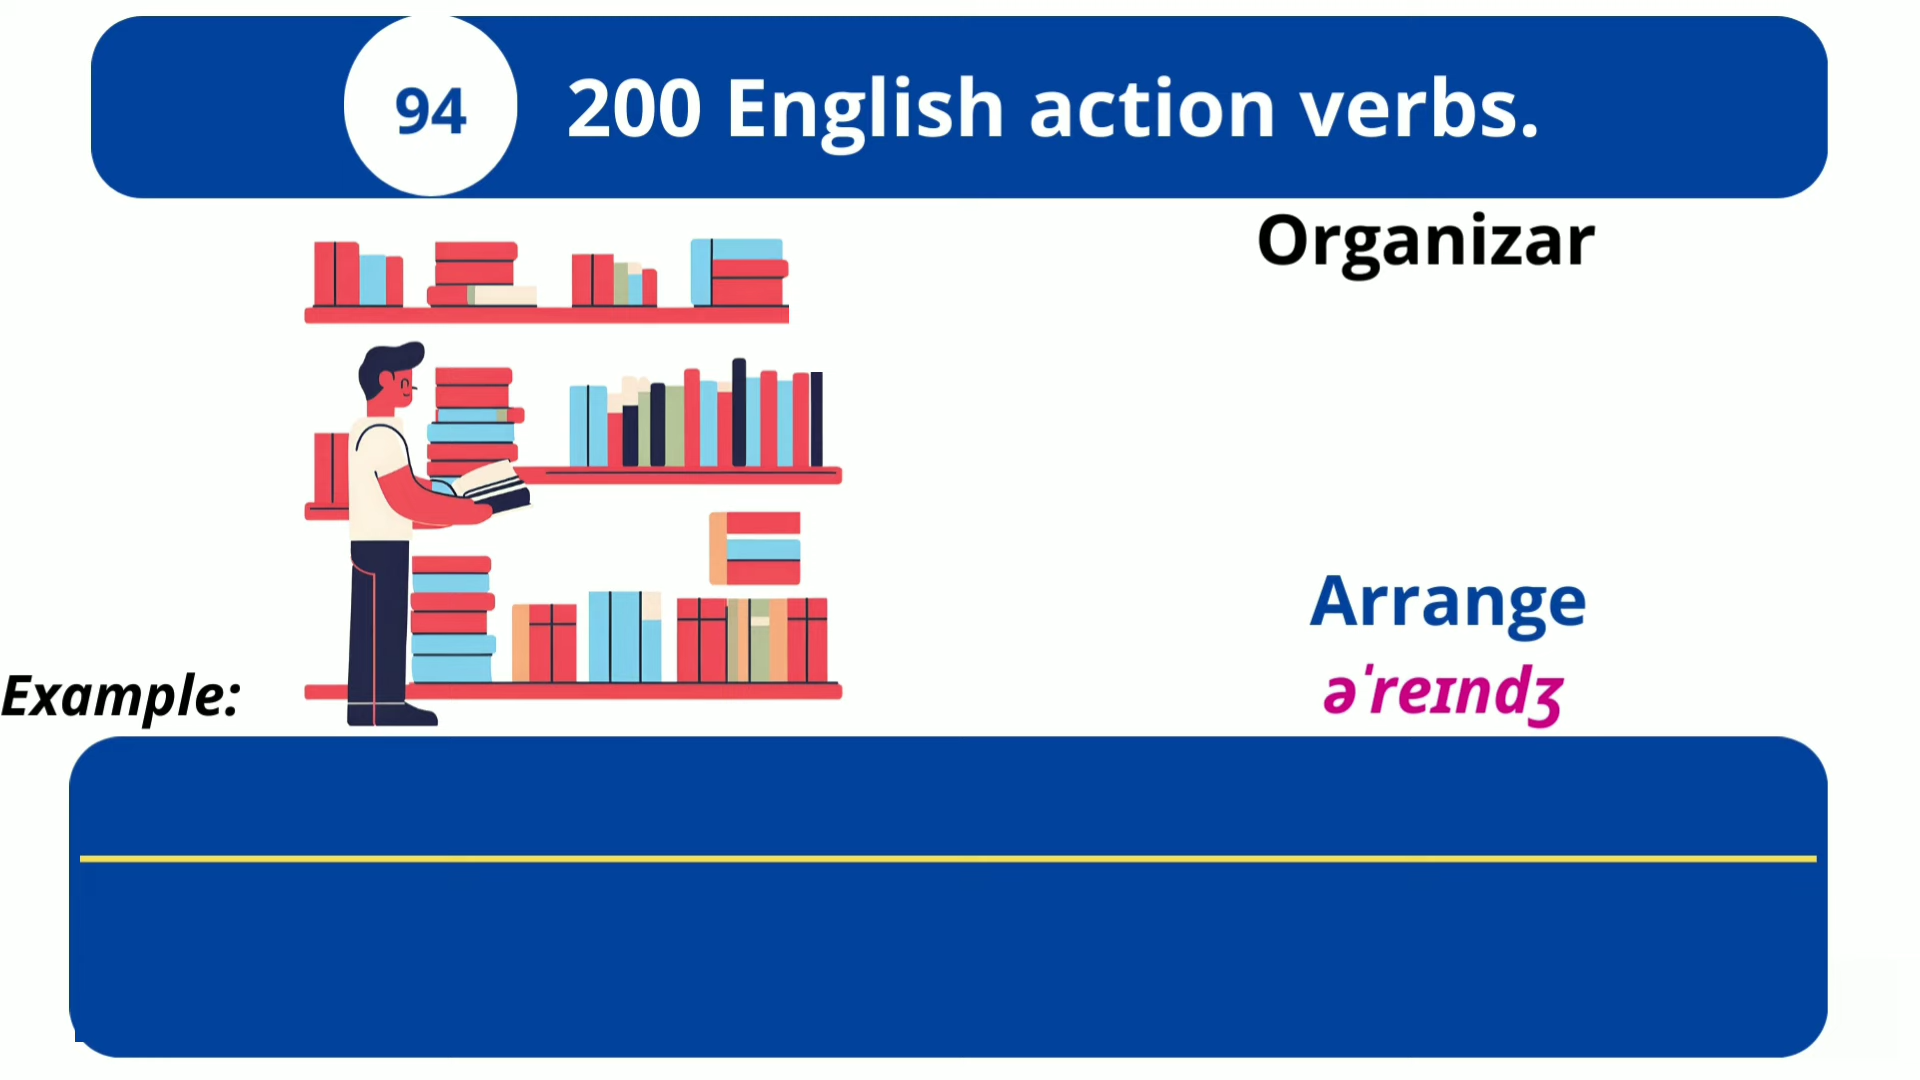 94
200 English action verbs.
Organizar
Arrange
əˈreɪndʒ
Example: